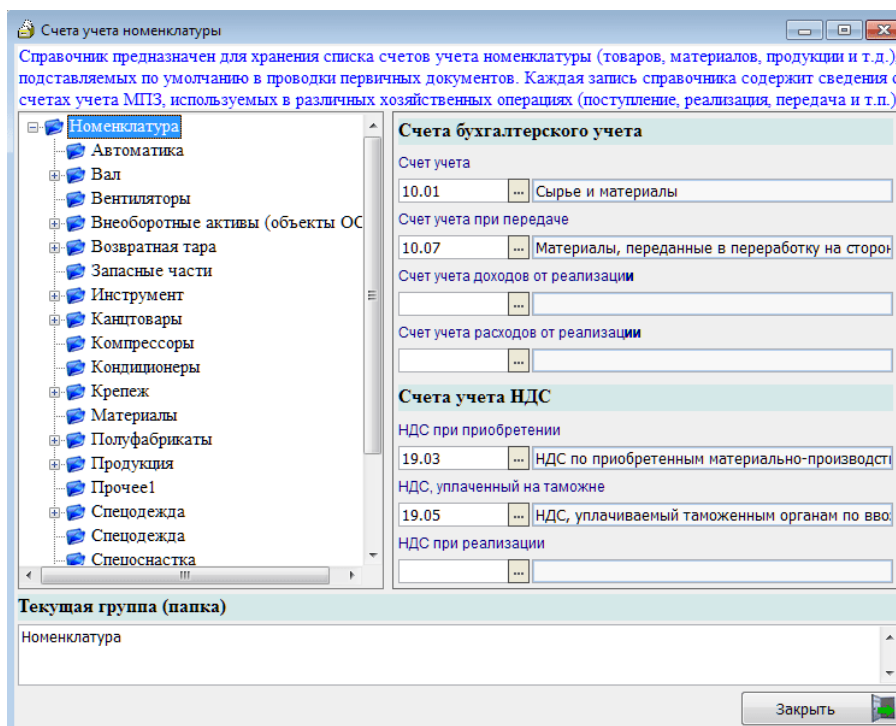 Счета учета номенклатуры
Справочник предназначен для хранения списка счетов учета номенклатуры (товаров, материалов, продукции и т.д.)
подставляемых по умолчанию в проводки первичных документов. Каждая запись справочника содержит сведения о
счетах учета МПЗ, используемых в различных хозяйственных операциях (поступление, реализация, передача и т.п.)
Номенклатура
Автоматика
Вал
Вентиляторы
Внеоборотные активы (объекты ОС
Возвратная тара
Запасные части
Инструмент
Канцтовары
Компрессоры
Кондиционеры
Крепеж
Материалы
Полуфабрикаты
Продукция
Прочее1
Спецодежда
Спецодежда
Спецоснастка
Счета бухгалтерского учета
Счет учета
10.01 ... Сырье и материалы
Счет учета при передаче
10.07 ... Материалы, переданные в переработку на сторон
Счет учета доходов от реализации
...
Счет учета расходов от реализации
...
Счета учета НДС
НДС при приобретении
19.03 ... НДС по приобретенным материально-производст
НДС, уплаченный на таможне
19.05 ... НДС, уплачиваемый таможенным органам по вво
НДС при реализации
...
Текущая группа (папка)
Номенклатура
Закрыть